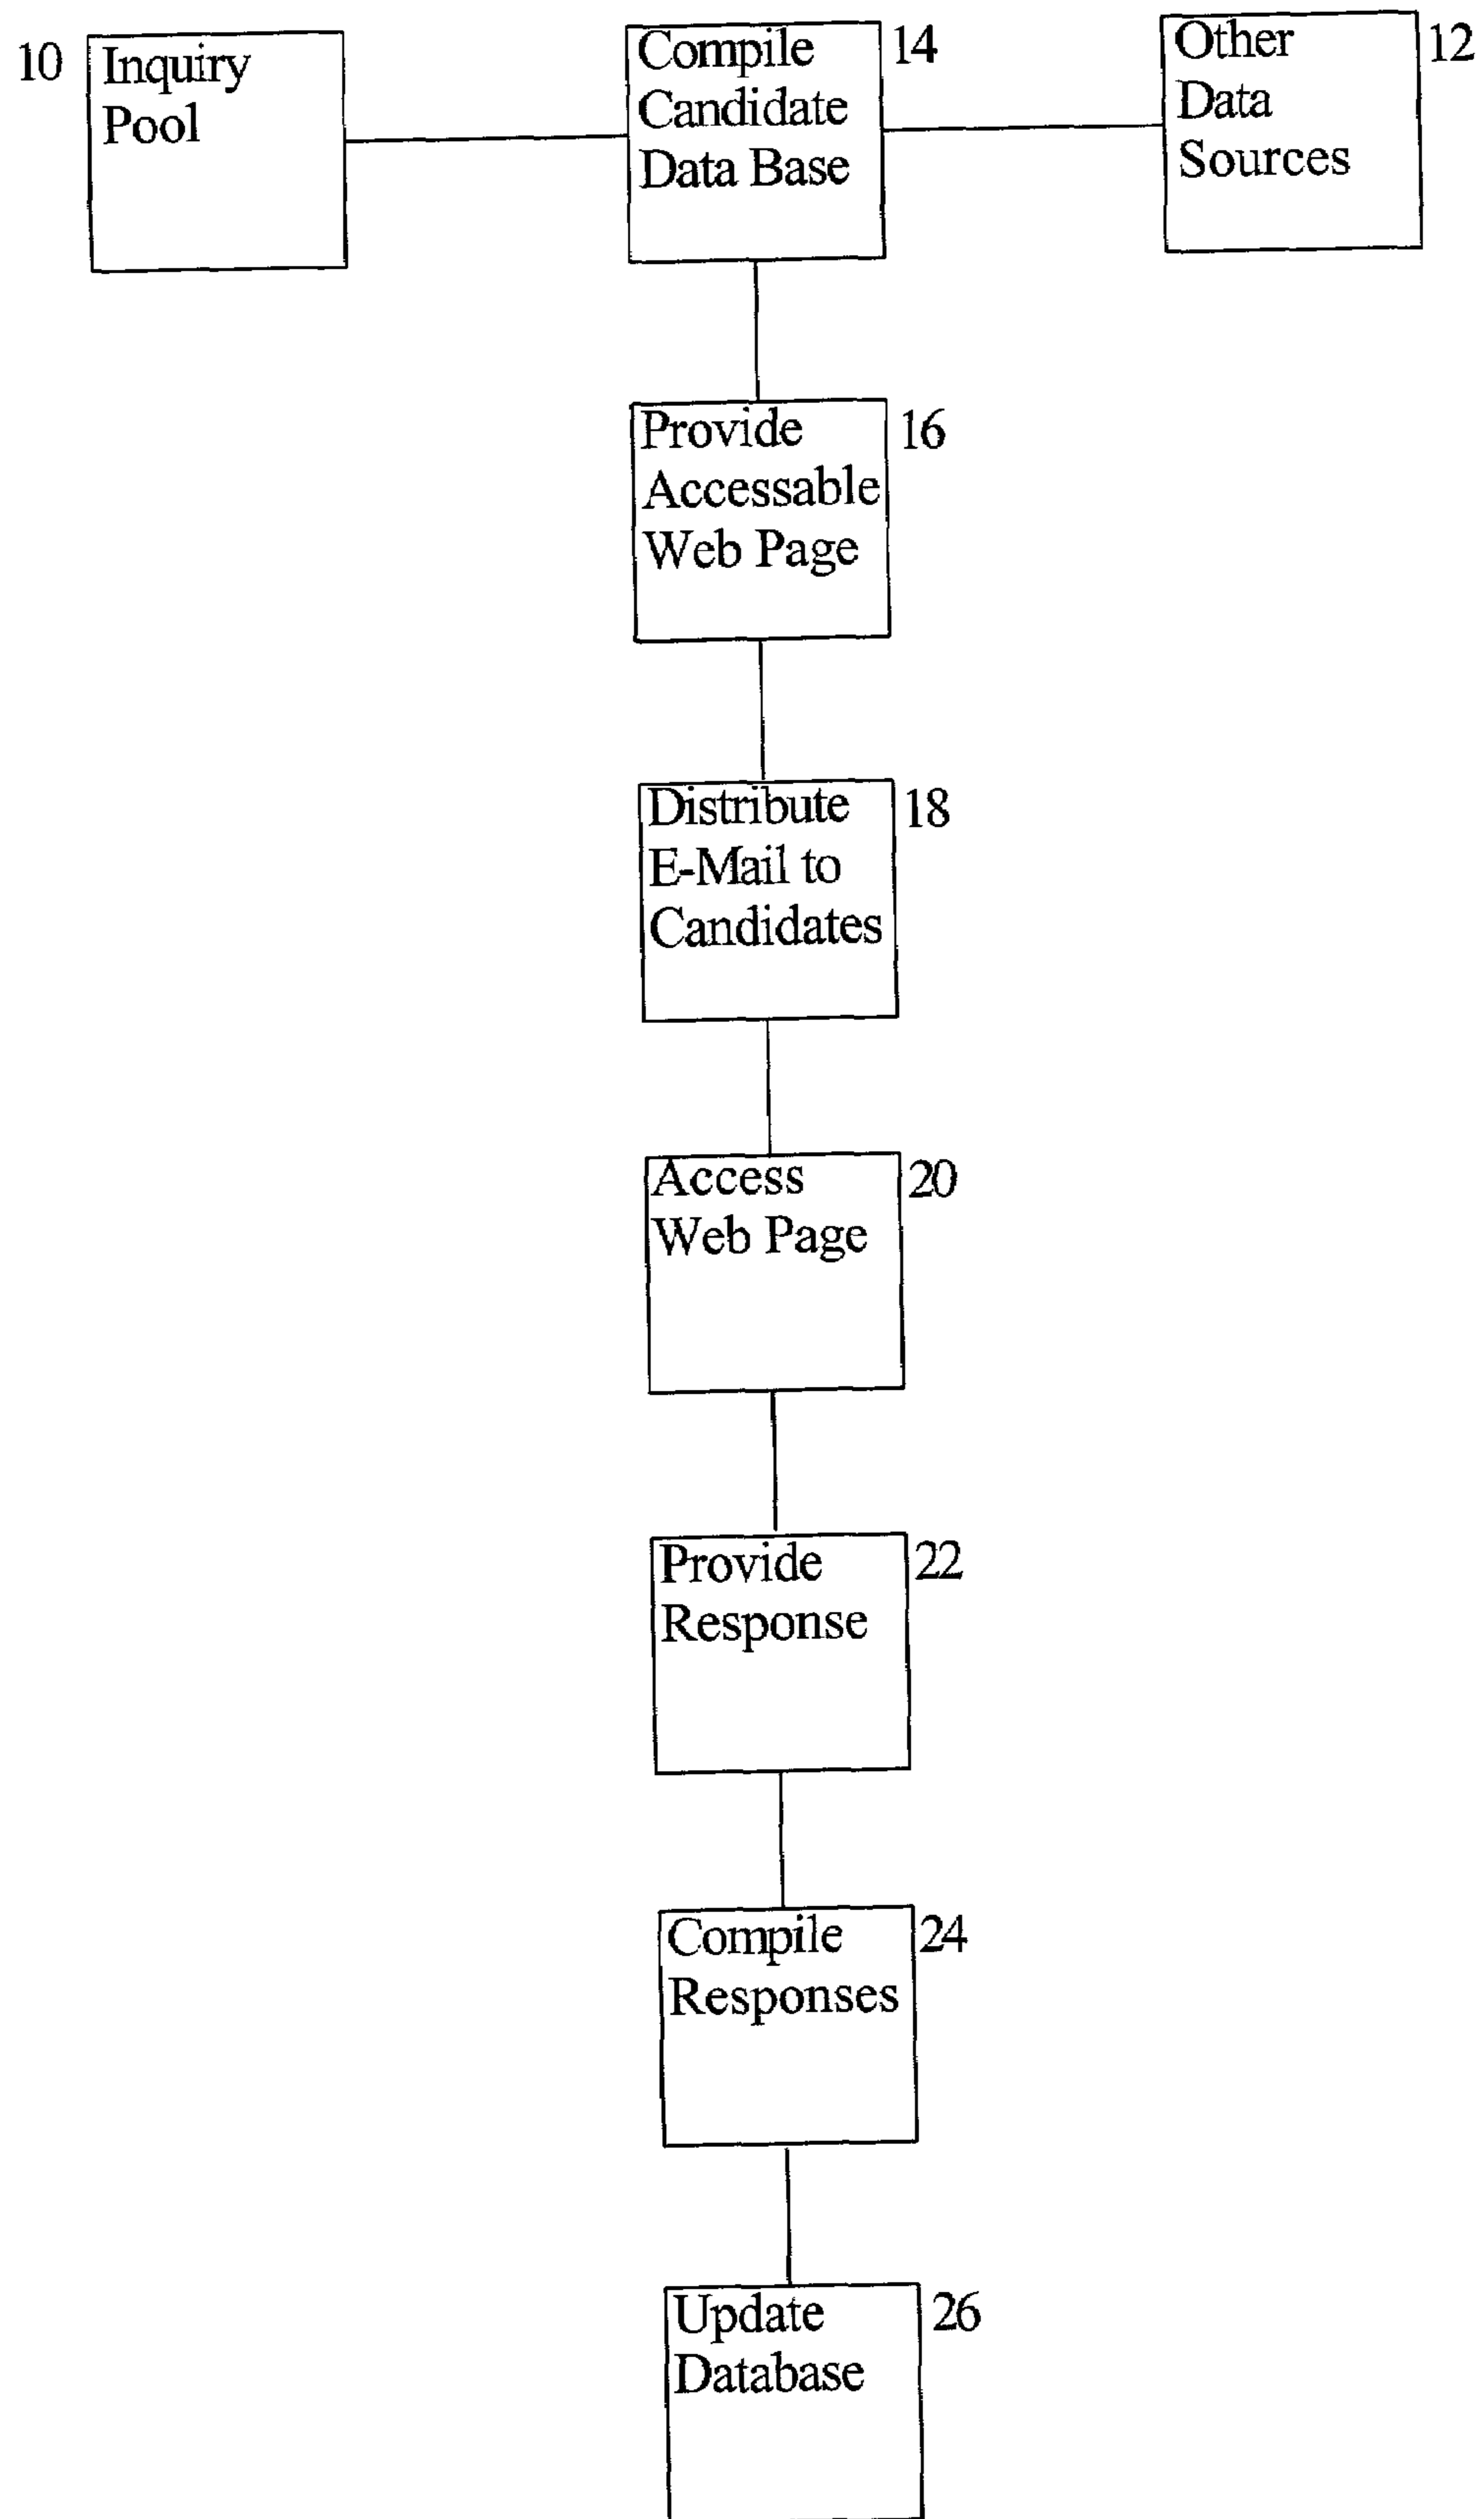 10
Inquiry
Pool
Compile
Candidate
Data Base
14
Other
Data
Sources
12
Provide
Accessable
Web Page
16
Distribute
E-Mail to
Candidates
18
Access
Web Page
20
Provide
Response
22
Compile
Responses
24
Update
Database
26